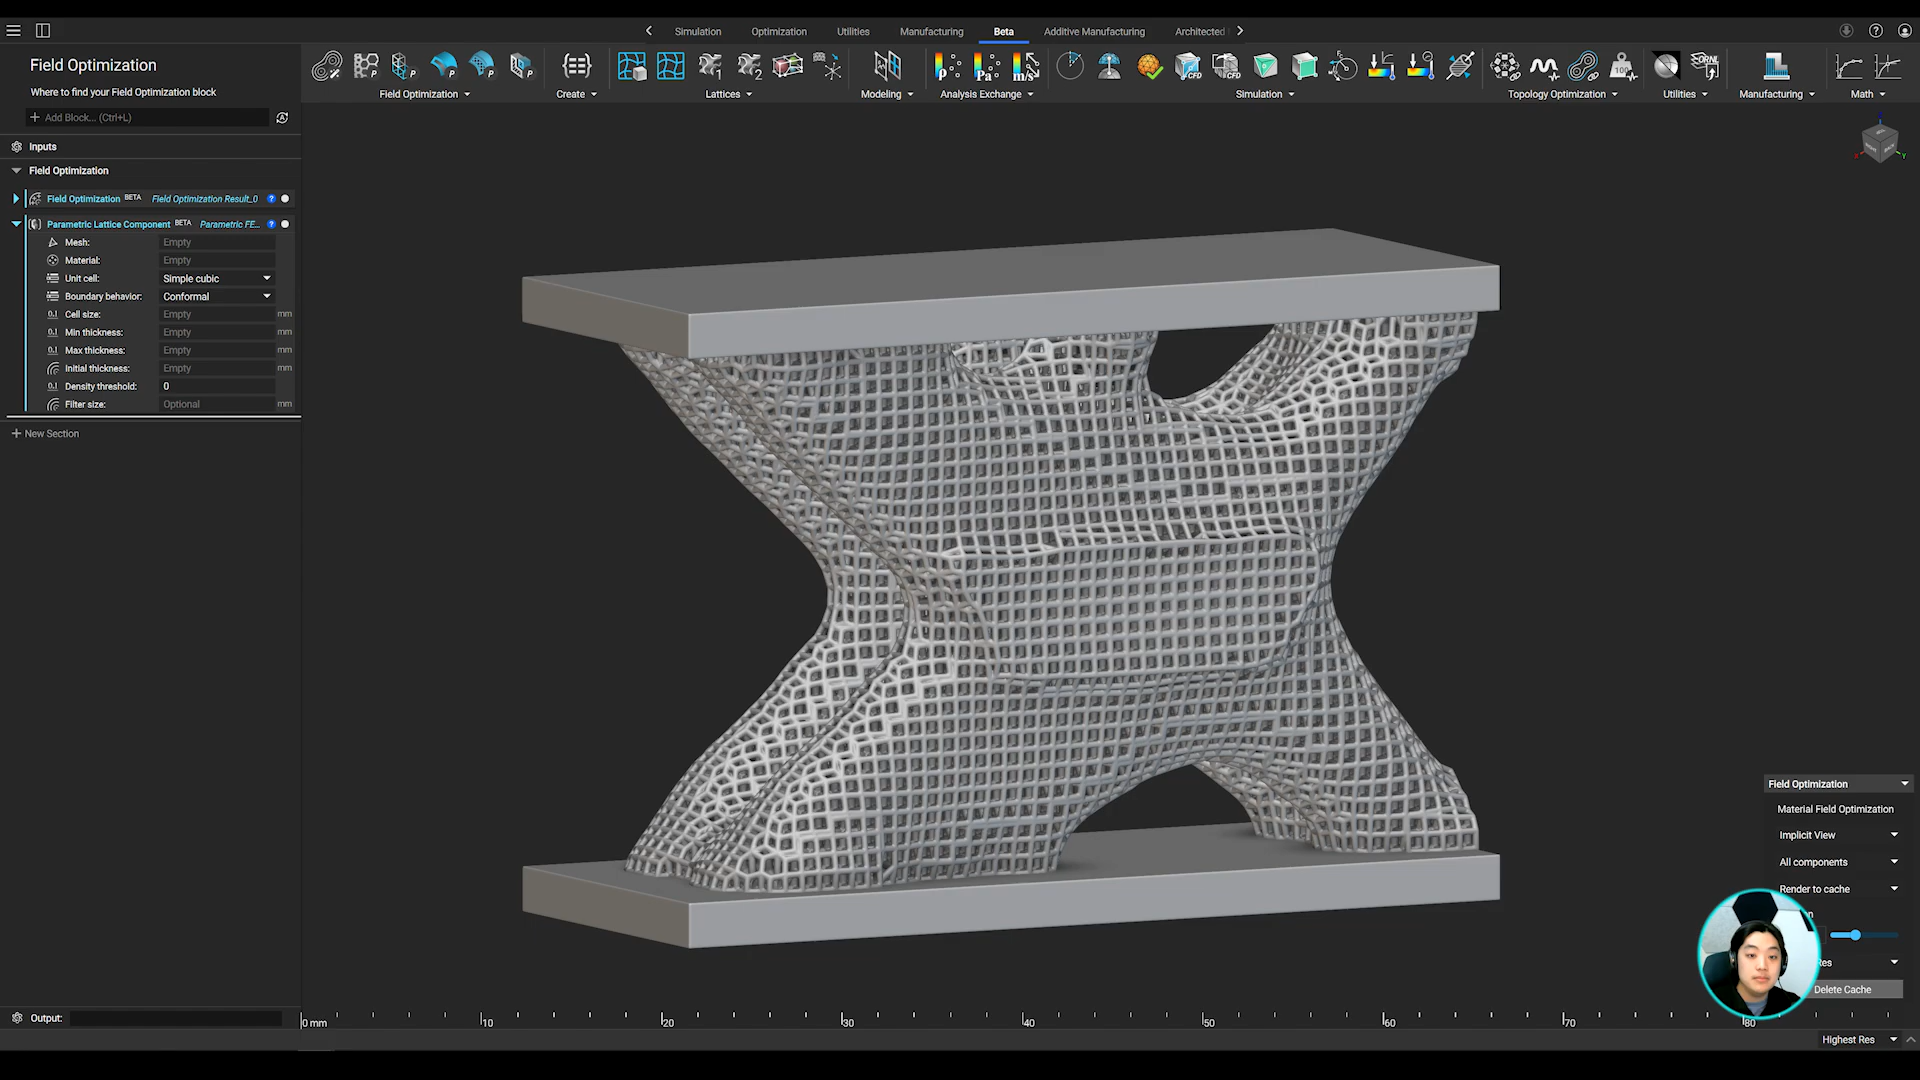 Simulation Optimization Utilities Manufacturing Beta Additive Manufacturing Architected
Field Optimization
Where to find your Field Optimization block
Add Block... (Ctrl+L)
Field Optimization Create Lattices Modeling Analysis Exchange Simulation Topology Optimization Utilities Manufacturing Math
Inputs
Field Optimization
Field Optimization BETA Field Optimization Result_0
Parametric Lattice Component BETA Parametric FE...
Mesh: Empty
Material: Empty
Unit cell: Simple cubic
Boundary behavior: Conformal
Cell size: Empty mm
Min thickness: Empty mm
Max thickness: Empty mm
Initial thickness: Empty mm
Density threshold: 0
Filter size: Optional mm
New Section
Field Optimization
Material Field Optimization
Implicit View
All components
Render to cache
Delete Cache
Output:
0 mm 10 20 30 40 50 60 70 80
Highest Res